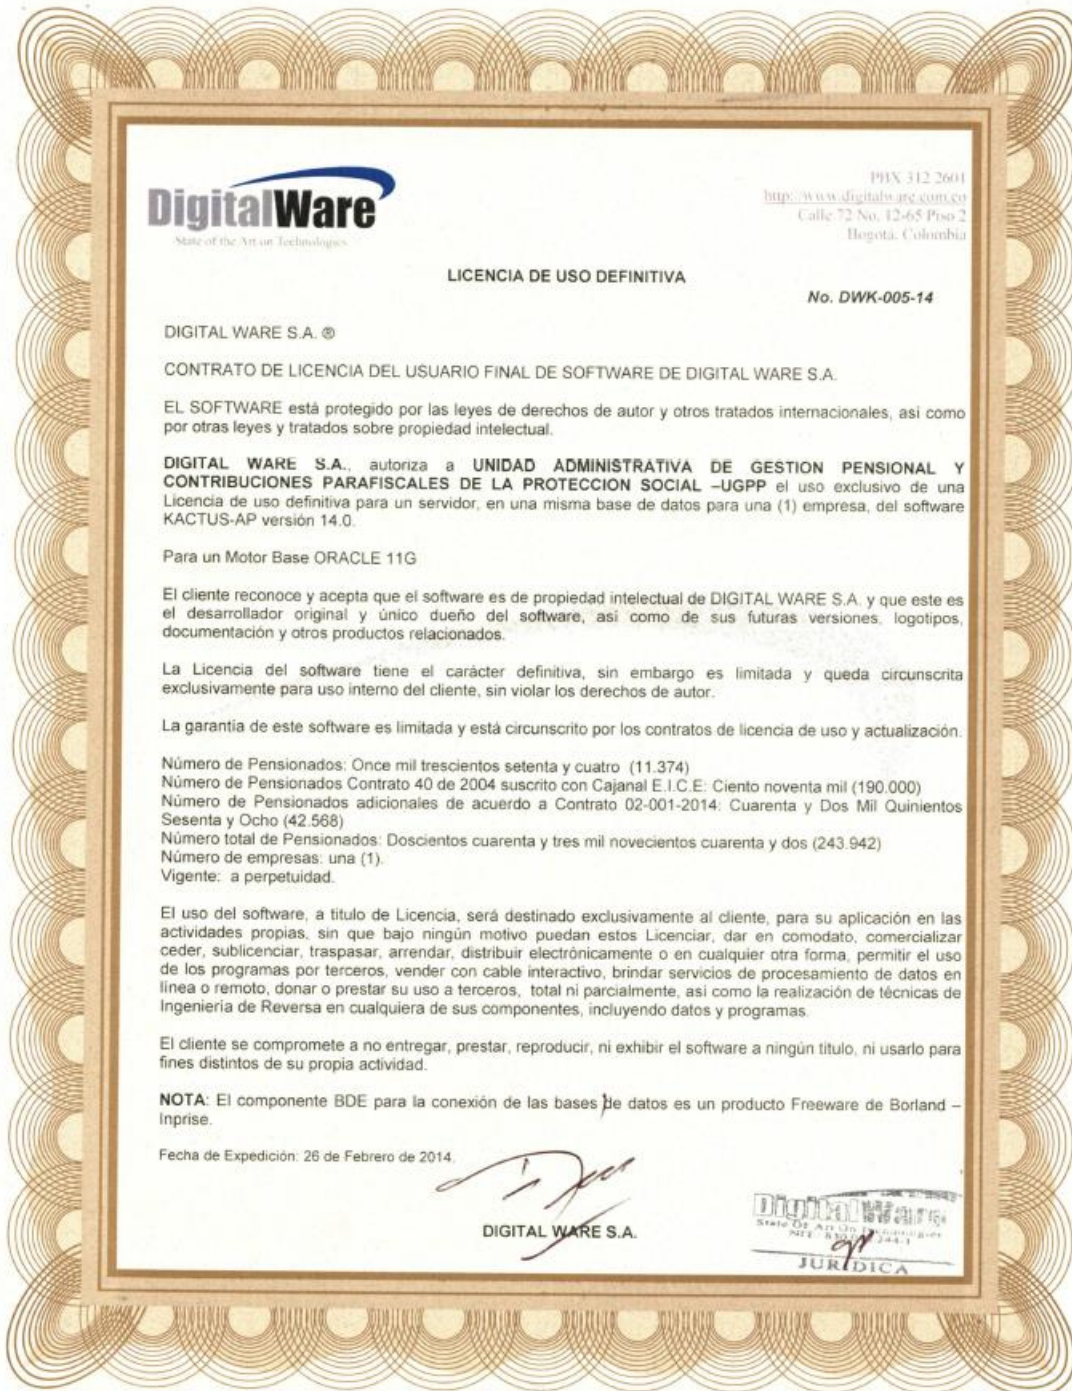 DigitalWare
State of the Art on Technologies
PBX 312 2601
http://www.digitalware.com.co
Calle 72 No. 12-65 Piso 2
Bogotá, Colombia
LICENCIA DE USO DEFINITIVA
No. DWK-005-14
DIGITAL WARE S.A. ®
CONTRATO DE LICENCIA DEL USUARIO FINAL DE SOFTWARE DE DIGITAL WARE S.A.
EL SOFTWARE está protegido por las leyes de derechos de autor y otros tratados internacionales, así como
por otras leyes y tratados sobre propiedad intelectual.
DIGITAL WARE S.A., autoriza a UNIDAD ADMINISTRATIVA DE GESTION PENSIONAL Y
CONTRIBUCIONES PARAFISCALES DE LA PROTECCION SOCIAL –UGPP el uso exclusivo de una
Licencia de uso definitiva para un servidor, en una misma base de datos para una (1) empresa, del software
KACTUS-AP versión 14.0.
Para un Motor Base ORACLE 11G
El cliente reconoce y acepta que el software es de propiedad intelectual de DIGITAL WARE S.A. y que este es
el desarrollador original y único dueño del software, así como de sus futuras versiones, logotipos,
documentación y otros productos relacionados.
La Licencia del software tiene el carácter definitiva, sin embargo es limitada y queda circunscrita
exclusivamente para uso interno del cliente, sin violar los derechos de autor.
La garantía de este software es limitada y está circunscrito por los contratos de licencia de uso y actualización.
Número de Pensionados: Once mil trescientos setenta y cuatro (11.374)
Número de Pensionados Contrato 40 de 2004 suscrito con Cajanal E.I.C.E: Ciento noventa mil (190.000)
Número de Pensionados adicionales de acuerdo a Contrato 02-001-2014: Cuarenta y Dos Mil Quinientos
Sesenta y Ocho (42.568)
Número total de Pensionados: Doscientos cuarenta y tres mil novecientos cuarenta y dos (243.942)
Número de empresas: una (1).
Vigente: a perpetuidad.
El uso del software, a titulo de Licencia, será destinado exclusivamente al cliente, para su aplicación en las
actividades propias, sin que bajo ningún motivo puedan estos Licenciar, dar en comodato, comercializar
ceder, sublicenciar, traspasar, arrendar, distribuir electrónicamente o en cualquier otra forma, permitir el uso
de los programas por terceros, vender con cable interactivo, brindar servicios de procesamiento de datos en
línea o remoto, donar o prestar su uso a terceros, total ni parcialmente, así como la realización de técnicas de
Ingeniería de Reversa en cualquiera de sus componentes, incluyendo datos y programas.
El cliente se compromete a no entregar, prestar, reproducir, ni exhibir el software a ningún título, ni usarlo para
fines distintos de su propia actividad.
NOTA: El componente BDE para la conexión de las bases de datos es un producto Freeware de Borland –
Inprise.
Fecha de Expedición: 26 de Febrero de 2014.
DIGITAL WARE S.A.
DigitalWare
State Of Art On Technologies
NIT.
JURIDICA